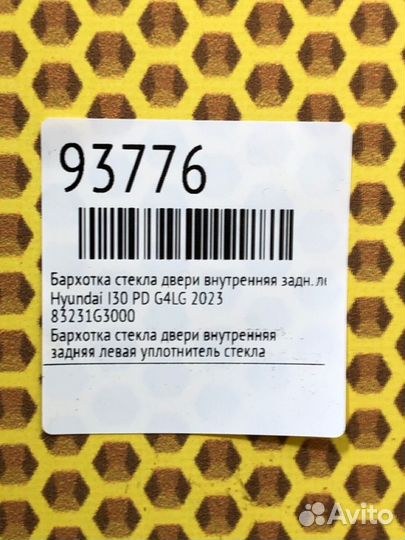 93776
Бархотка стекла двери внутренняя задн. ле
Hyundai I30 PD G4LG 2023
83231G3000
Бархотка стекла двери внутренняя
задняя левая уплотнитель стекла
Avito